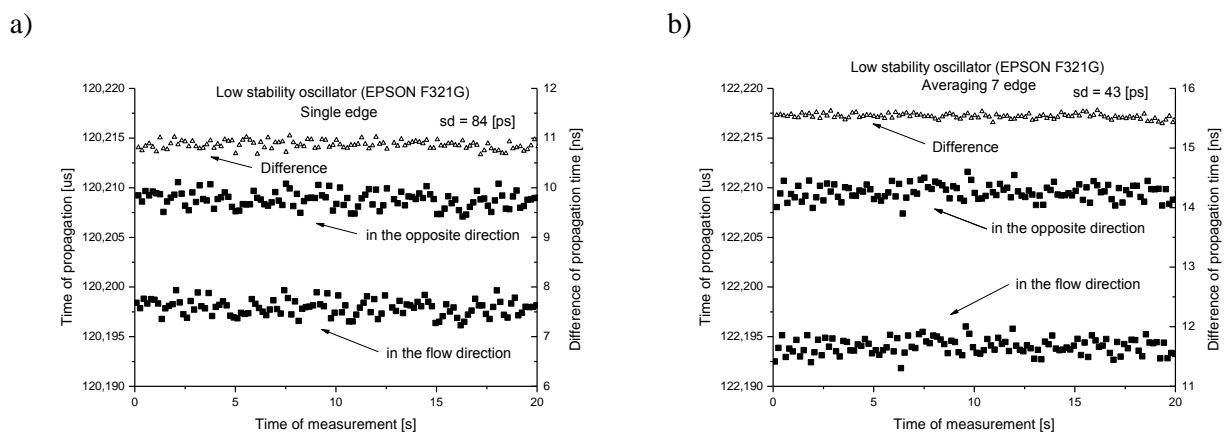 a)
Low stability oscillator (EPSON F321G)
Single edge
sd = 84 [ps]
Difference
in the opposite direction
in the flow direction
Time of propagation [us]
120,220
120,215
120,210
120,205
120,200
120,195
120,190
Difference of propagation time [ns]
12
11
10
9
8
7
6
0 5 10 15 20
Time of measurement [s]
b)
Low stability oscillator (EPSON F321G)
Averaging 7 edge
sd = 43 [ps]
Difference
in the opposite direction
in the flow direction
Time of propagation [us]
122,220
122,215
122,210
122,205
122,200
122,195
122,190
Difference of propagation time [ns]
16
15
14
13
12
11
0 5 10 15 20
Time of measurement [s]